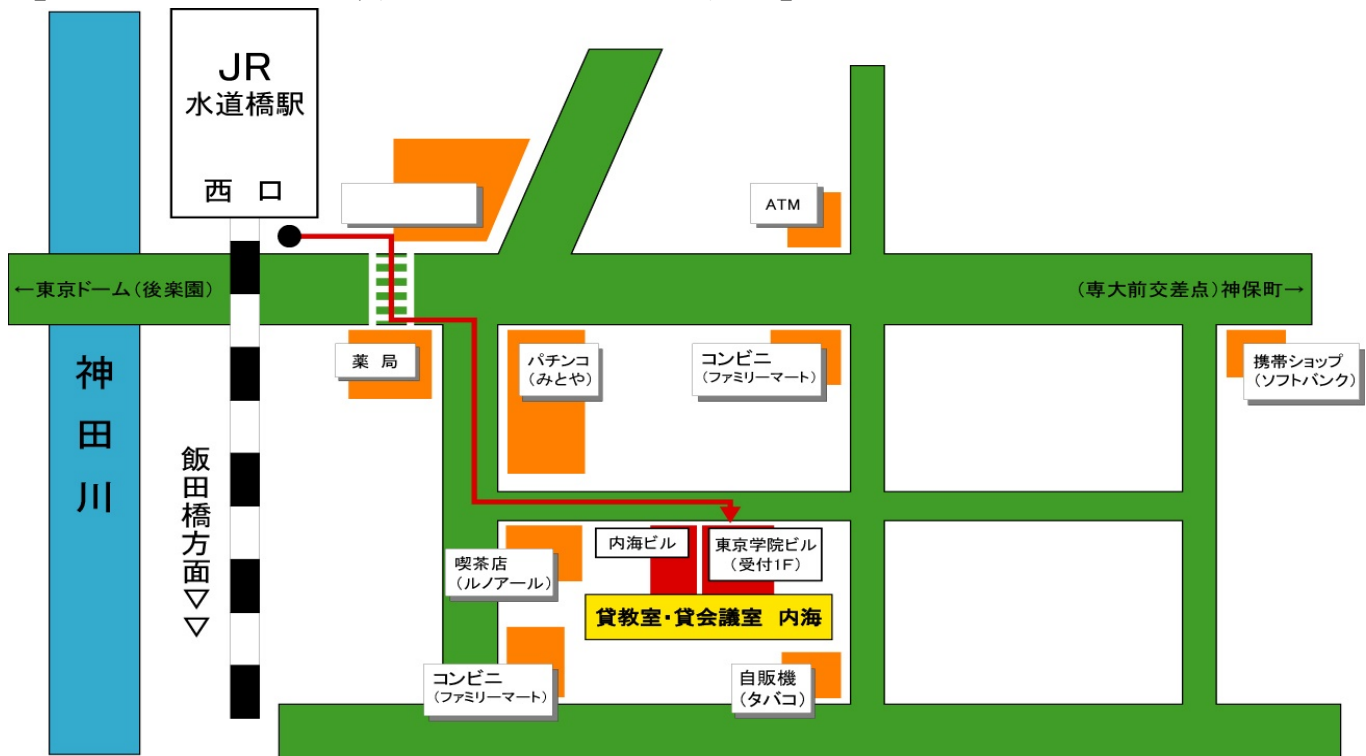 JR
水道橋駅
西 口
ATM
←東京ドーム(後楽園)
(専大前交差点)神保町→
薬 局
パチンコ
(みとや)
コンビニ
(ファミリーマート)
携帯ショップ
(ソフトバンク)
神田川
飯田橋方面▽▽
内海ビル
東京学院ビル
(受付1F)
喫茶店
(ルノアール)
貸教室・貸会議室 内海
コンビニ
(ファミリーマート)
自販機
(タバコ)